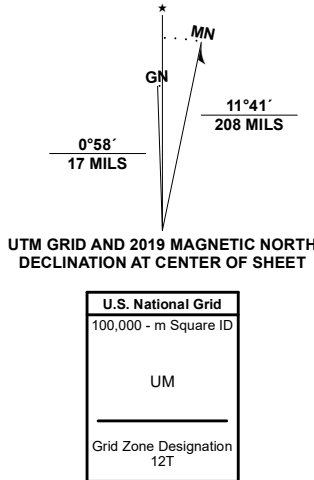 ★
MN
GN
11°41´
208 MILS
0°58´
17 MILS
UTM GRID AND 2019 MAGNETIC NORTH
DECLINATION AT CENTER OF SHEET
U.S. National Grid
100,000 - m Square ID
UM
Grid Zone Designation
12T